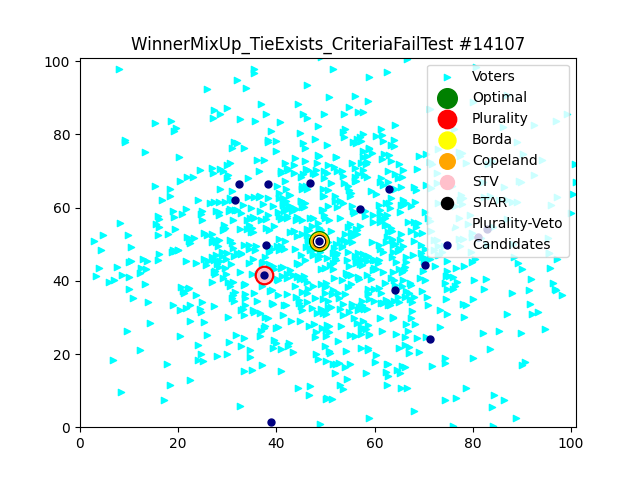 WinnerMixUp_TieExists_CriteriaFailTest #14107
100
80
60
40
20
0
0
20
40
60
80
100
Voters
Optimal
Plurality
Borda
Copeland
STV
STAR
Plurality-Veto
Candidates